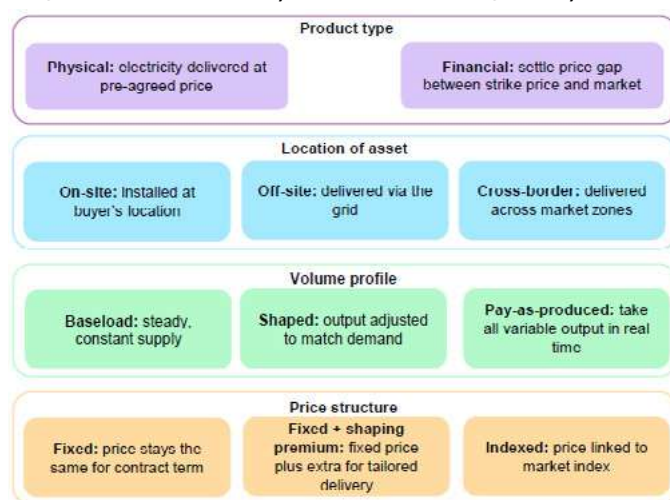 Product type
Physical: electricity delivered at
pre-agreed price
Financial: settle price gap
between strike price and market
Location of asset
On-site: installed at
buyer's location
Off-site: delivered via the
grid
Cross-border: delivered
across market zones
Volume profile
Baseload: steady,
constant supply
Shaped: output adjusted
to match demand
Pay-as-produced: take
all variable output in real
time
Price structure
Fixed: price stays the
same for contract term
Fixed + shaping
premium: fixed price
plus extra for tailored
delivery
Indexed: price linked to
market index